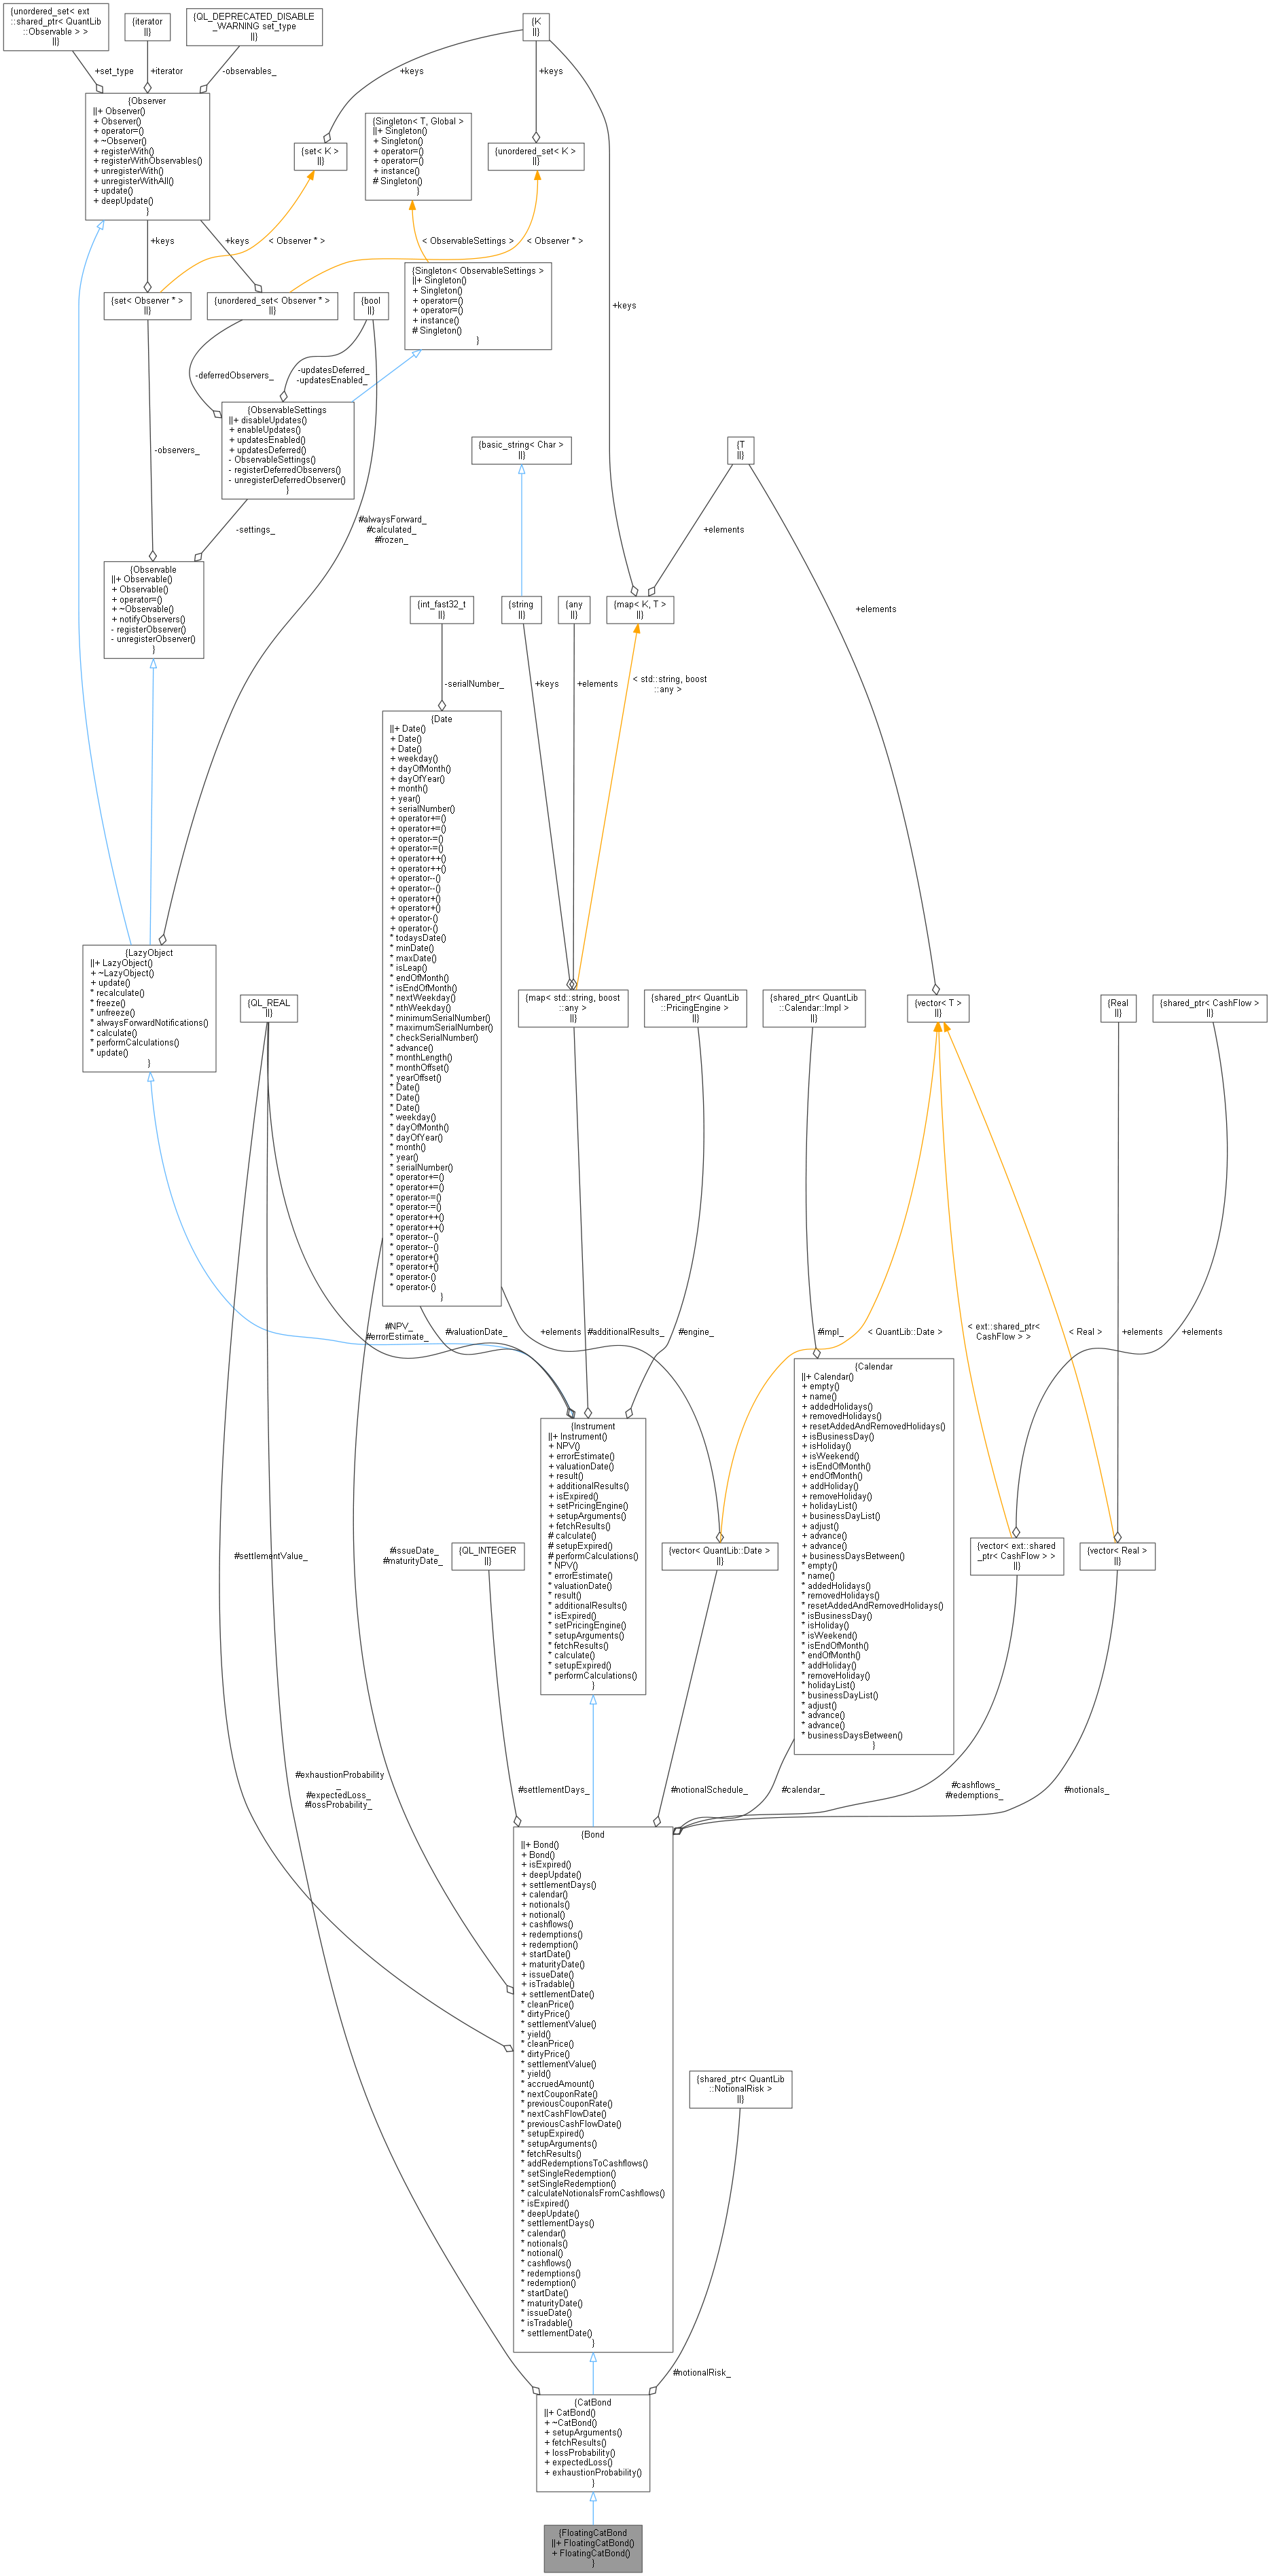 {unordered_set< ext
::shared_ptr< QuantLib
::Observable > >
||}
{iterator
||}
{QL_DEPRECATED_DISABLE
_WARNING set_type
||}
{K
||}
+set_type
+iterator
-observables_
+keys
+keys
{Observer
||+ Observer()
+ Observer()
+ operator=()
+ ~Observer()
+ registerWith()
+ registerWithObservables()
+ unregisterWith()
+ unregisterWithAll()
+ update()
+ deepUpdate()
}
{set< K >
||}
{Singleton< T, Global >
||+ Singleton()
+ Singleton()
+ operator=()
+ operator=()
+ instance()
# Singleton()
}
{unordered_set< K >
||}
+keys
+keys
< Observer * >
< ObservableSettings >
< Observer * >
{set< Observer * >
||}
{unordered_set< Observer * >
||}
{bool
||}
{Singleton< ObservableSettings >
||+ Singleton()
+ Singleton()
+ operator=()
+ operator=()
+ instance()
# Singleton()
}
+keys
-deferredObservers_
-updatesDeferred_
-updatesEnabled_
{ObservableSettings
||+ disableUpdates()
+ enableUpdates()
+ updatesEnabled()
+ updatesDeferred()
- ObservableSettings()
- registerDeferredObservers()
- unregisterDeferredObserver()
}
-observers_
{basic_string< Char >
||}
{T
||}
-settings_
#alwaysForward_
#calculated_
#frozen_
+elements
{Observable
||+ Observable()
+ Observable()
+ operator=()
+ ~Observable()
+ notifyObservers()
- registerObserver()
- unregisterObserver()
}
{int_fast32_t
||}
{string
||}
{any
||}
{map< K, T >
||}
+elements
-serialNumber_
+keys
+elements
< std::string, boost
::any >
{Date
||+ Date()
+ Date()
+ Date()
+ weekday()
+ dayOfMonth()
+ dayOfYear()
+ month()
+ year()
+ serialNumber()
+ operator+=()
+ operator+=()
+ operator-=()
+ operator-=()
+ operator++()
+ operator++()
+ operator--()
+ operator--()
+ operator+()
+ operator+()
+ operator-()
+ operator-()
* todaysDate()
* minDate()
* maxDate()
* isLeap()
* endOfMonth()
* isEndOfMonth()
* nextWeekday()
* nthWeekday()
* minimumSerialNumber()
* maximumSerialNumber()
* checkSerialNumber()
* advance()
* monthLength()
* monthOffset()
* yearOffset()
* Date()
* Date()
* Date()
* weekday()
* dayOfMonth()
* dayOfYear()
* month()
* year()
* serialNumber()
* operator+=()
* operator+=()
* operator-=()
* operator-=()
* operator++()
* operator++()
* operator--()
* operator--()
* operator+()
* operator+()
* operator-()
* operator-()
}
{LazyObject
||+ LazyObject()
+ ~LazyObject()
+ update()
* recalculate()
* freeze()
* unfreeze()
* alwaysForwardNotifications()
* calculate()
* performCalculations()
* update()
}
{QL_REAL
||}
{map< std::string, boost
::any >
||}
{shared_ptr< QuantLib
::PricingEngine >
||}
{shared_ptr< QuantLib
::Calendar::Impl >
||}
{vector< T >
||}
{Real
||}
{shared_ptr< CashFlow >
||}
#NPV_
#errorEstimate_
#valuationDate_
+elements
#additionalResults_
#engine_
#impl_
< QuantLib::Date >
< ext::shared_ptr<
CashFlow > >
< Real >
+elements
+elements
{Instrument
||+ Instrument()
+ NPV()
+ errorEstimate()
+ valuationDate()
+ result()
+ additionalResults()
+ isExpired()
+ setPricingEngine()
+ setupArguments()
+ fetchResults()
# calculate()
# setupExpired()
# performCalculations()
* NPV()
* errorEstimate()
* valuationDate()
* result()
* additionalResults()
* isExpired()
* setPricingEngine()
* setupArguments()
* fetchResults()
* calculate()
* setupExpired()
* performCalculations()
}
{Calendar
||+ Calendar()
+ empty()
+ name()
+ addedHolidays()
+ removedHolidays()
+ resetAddedAndRemovedHolidays()
+ isBusinessDay()
+ isHoliday()
+ isWeekend()
+ isEndOfMonth()
+ endOfMonth()
+ addHoliday()
+ removeHoliday()
+ holidayList()
+ businessDayList()
+ adjust()
+ advance()
+ advance()
+ businessDaysBetween()
* empty()
* name()
* addedHolidays()
* removedHolidays()
* resetAddedAndRemovedHolidays()
* isBusinessDay()
* isHoliday()
* isWeekend()
* isEndOfMonth()
* endOfMonth()
* addHoliday()
* removeHoliday()
* holidayList()
* businessDayList()
* adjust()
* advance()
* advance()
* businessDaysBetween()
}
#settlementValue_
#issueDate_
#maturityDate_
{QL_INTEGER
||}
{vector< QuantLib::Date >
||}
{vector< ext::shared
_ptr< CashFlow > >
||}
{vector< Real >
||}
#exhaustionProbability
_
#expectedLoss_
#lossProbability_
#settlementDays_
#notionalSchedule_
#calendar_
#cashflows_
#redemptions_
#notionals_
{Bond
||+ Bond()
+ Bond()
+ isExpired()
+ deepUpdate()
+ settlementDays()
+ calendar()
+ notionals()
+ notional()
+ cashflows()
+ redemptions()
+ redemption()
+ startDate()
+ maturityDate()
+ issueDate()
+ isTradable()
+ settlementDate()
* cleanPrice()
* dirtyPrice()
* settlementValue()
* yield()
* cleanPrice()
* dirtyPrice()
* settlementValue()
* yield()
* accruedAmount()
* nextCouponRate()
* previousCouponRate()
* nextCashFlowDate()
* previousCashFlowDate()
* setupExpired()
* setupArguments()
* fetchResults()
* addRedemptionsToCashflows()
* setSingleRedemption()
* setSingleRedemption()
* calculateNotionalsFromCashflows()
* isExpired()
* deepUpdate()
* settlementDays()
* calendar()
* notionals()
* notional()
* cashflows()
* redemptions()
* redemption()
* startDate()
* maturityDate()
* issueDate()
* isTradable()
* settlementDate()
}
{shared_ptr< QuantLib
::NotionalRisk >
||}
#notionalRisk_
{CatBond
||+ CatBond()
+ ~CatBond()
+ setupArguments()
+ fetchResults()
+ lossProbability()
+ expectedLoss()
+ exhaustionProbability()
}
{FloatingCatBond
||+ FloatingCatBond()
+ FloatingCatBond()
}